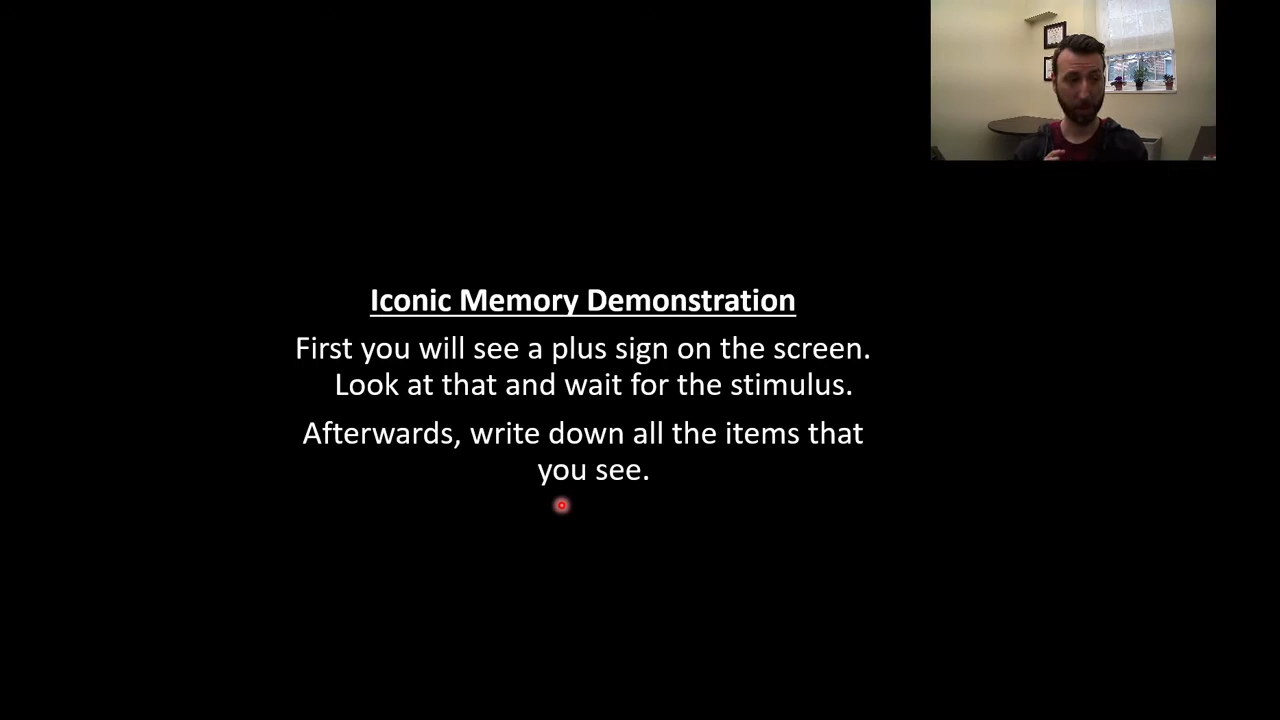 Iconic Memory Demonstration
First you will see a plus sign on the screen.
Look at that and wait for the stimulus.
Afterwards, write down all the items that
you see.